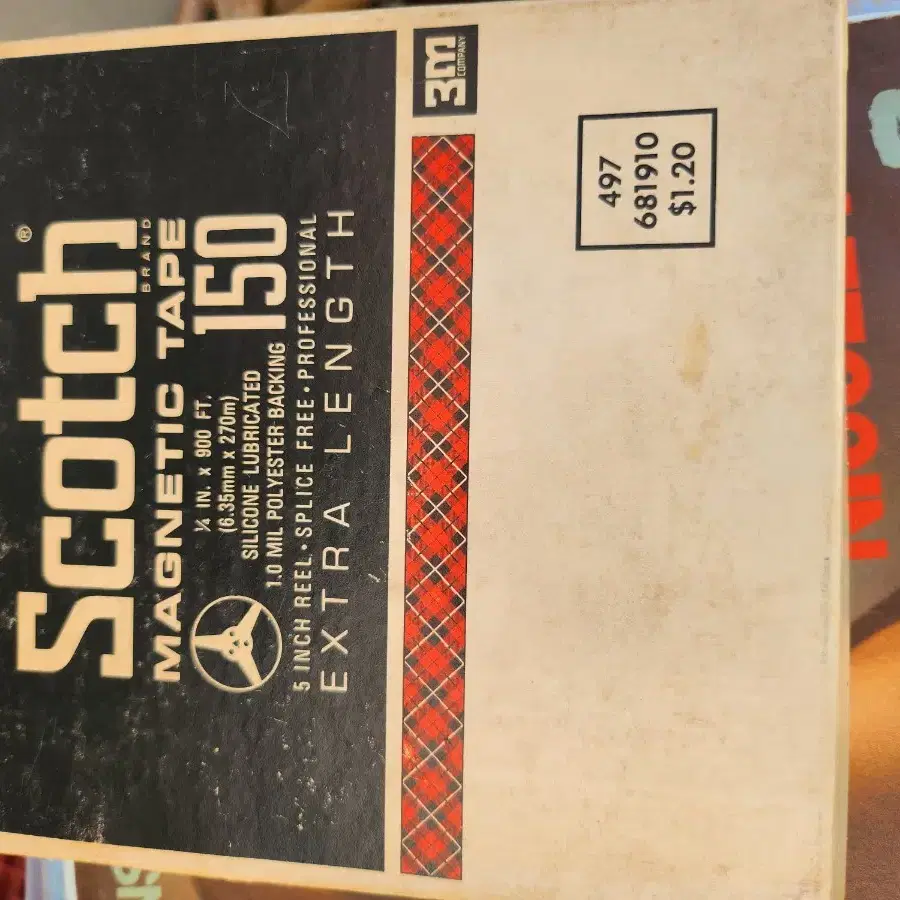 Scotch®
BRAND
MAGNETIC TAPE
¼ IN. x 900 FT.
(6.35mm x 270m)
150
SILICONE LUBRICATED
1.0 MIL POLYESTER BACKING
5 INCH REEL • SPLICE FREE • PROFESSIONAL
EXTRA LENGTH
3M
COMPANY
497
681910
$1.20